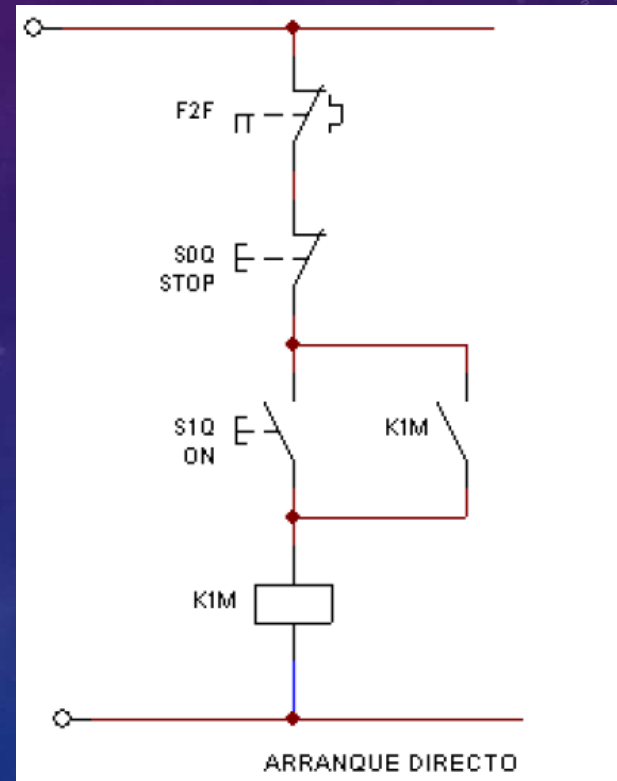 F2F
S0Q
STOP
S1Q
ON
K1M
K1M
ARRANQUE DIRECTO